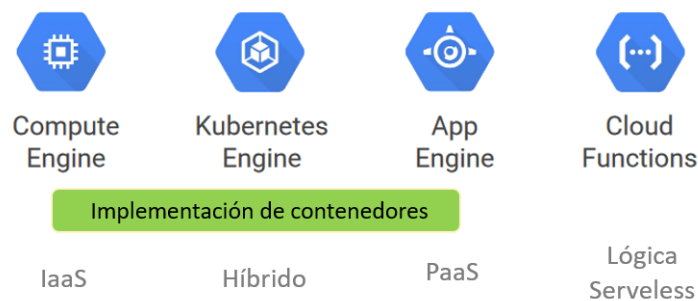 Compute
Engine
Kubernetes
Engine
App
Engine
Cloud
Functions
Implementación de contenedores
IaaS
Híbrido
PaaS
Lógica
Serveless